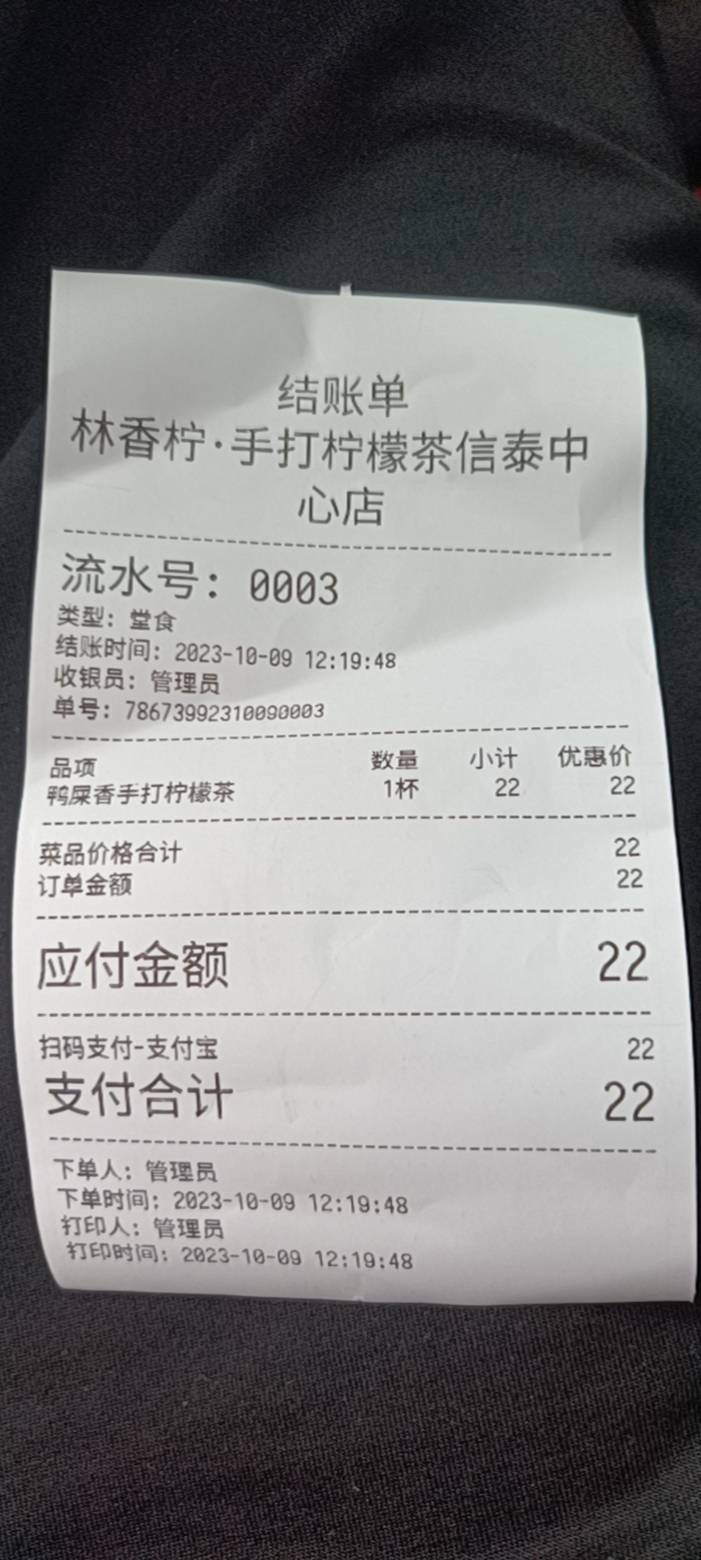 结账单
林香柠·手打柠檬茶信泰中
心店
流水号：0003
类型：堂食
结账时间：2023-10-09 12:19:48
收银员：管理员
单号：78673992310090003
品项 数量 小计 优惠价
鸭屎香手打柠檬茶 1杯 22 22
菜品价格合计 22
订单金额 22
应付金额 22
扫码支付-支付宝 22
支付合计 22
下单人：管理员
下单时间：2023-10-09 12:19:48
打印人：管理员
打印时间：2023-10-09 12:19:48